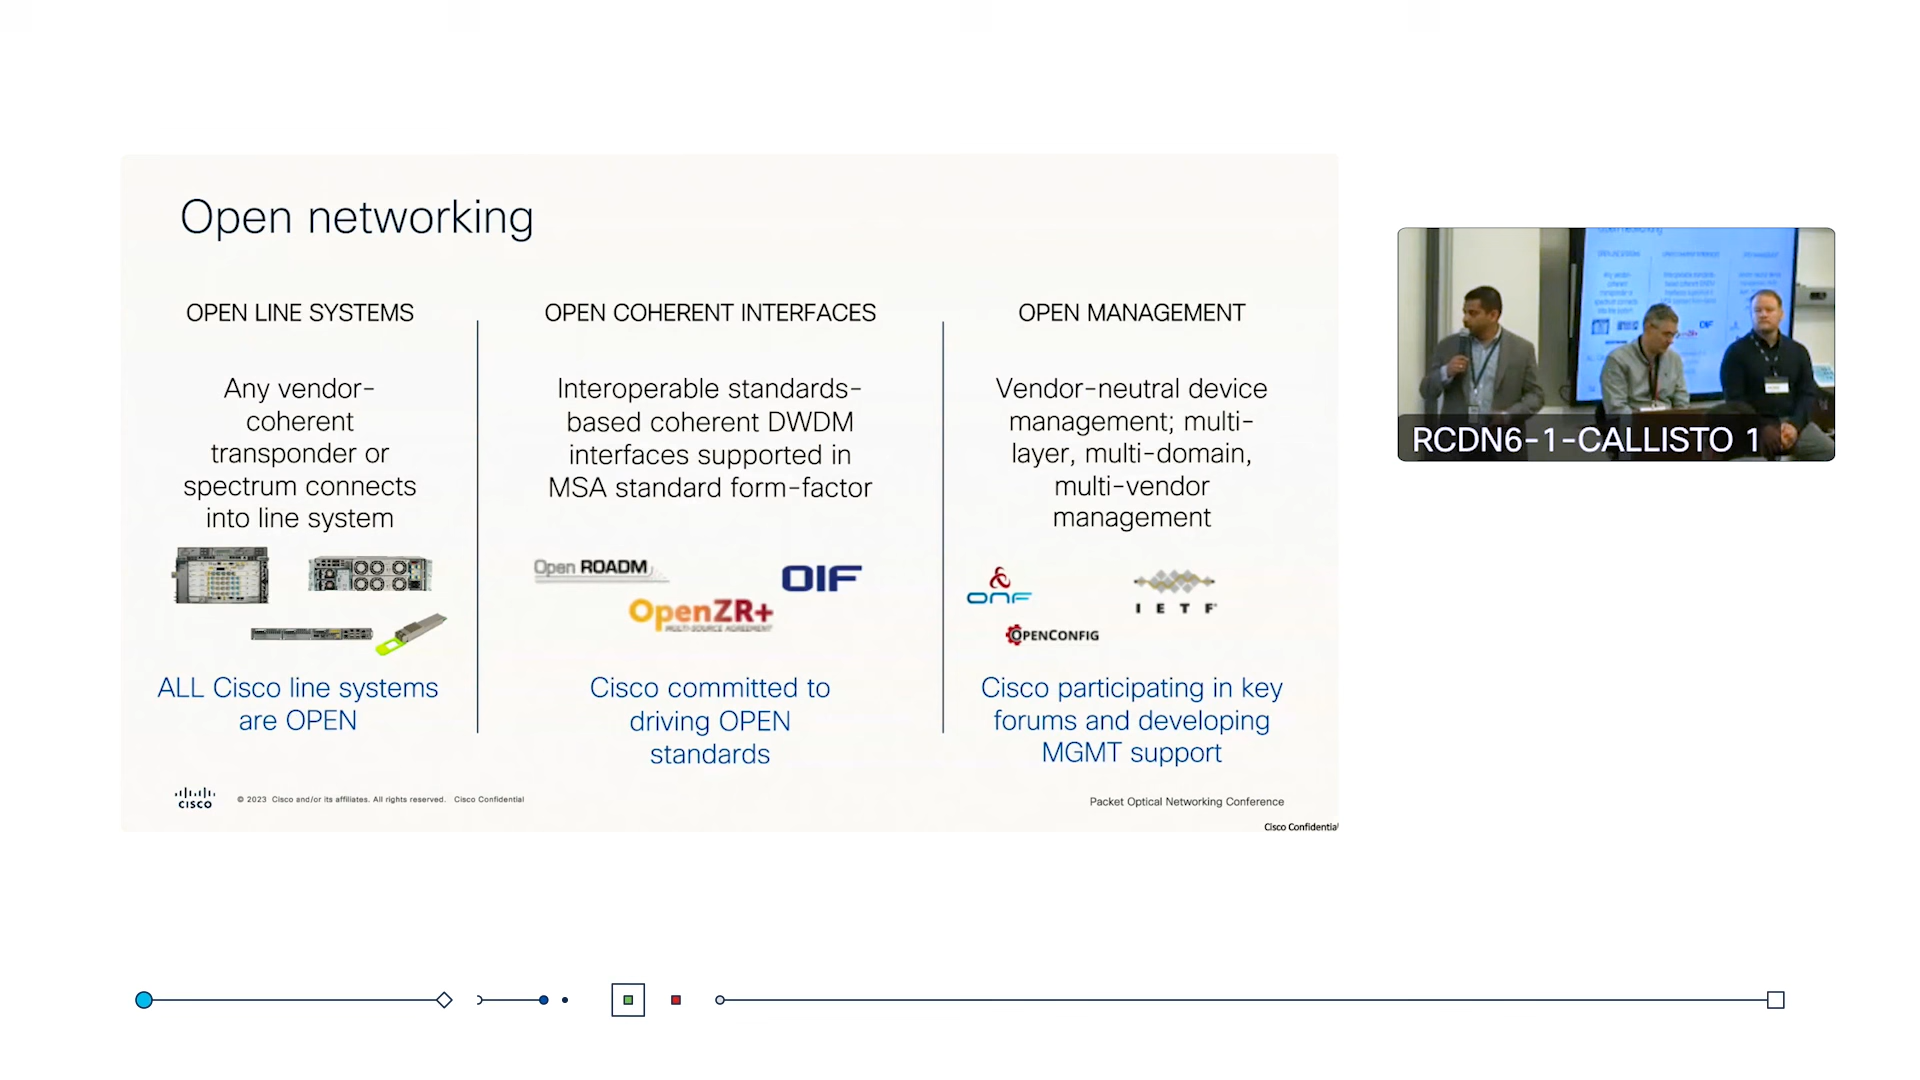 Open networking
OPEN LINE SYSTEMS
Any vendor-
coherent
transponder or
spectrum connects
into line system
ALL Cisco line systems
are OPEN
OPEN COHERENT INTERFACES
Interoperable standards-
based coherent DWDM
interfaces supported in
MSA standard form-factor
Open ROADM
OIF
OpenZR+
MULTI-SOURCE AGREEMENT
Cisco committed to
driving OPEN
standards
OPEN MANAGEMENT
Vendor-neutral device
management; multi-
layer, multi-domain,
multi-vendor
management
ONF
IETF
OPENCONFIG
Cisco participating in key
forums and developing
MGMT support
CISCO
© 2023 Cisco and/or its affiliates. All rights reserved. Cisco Confidential
Packet Optical Networking Conference
Cisco Confidential
RCDN6-1-CALLISTO 1